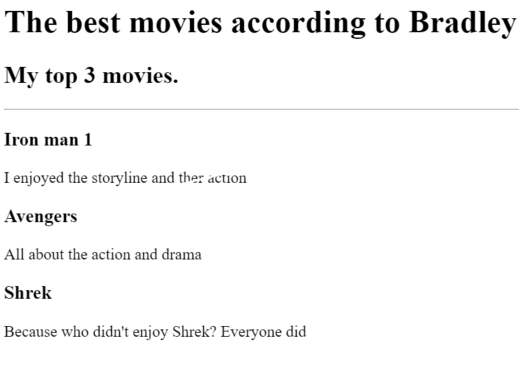 The best movies according to Bradley
My top 3 movies.
Iron man 1
I enjoyed the storyline and ther action
Avengers
All about the action and drama
Shrek
Because who didn't enjoy Shrek? Everyone did